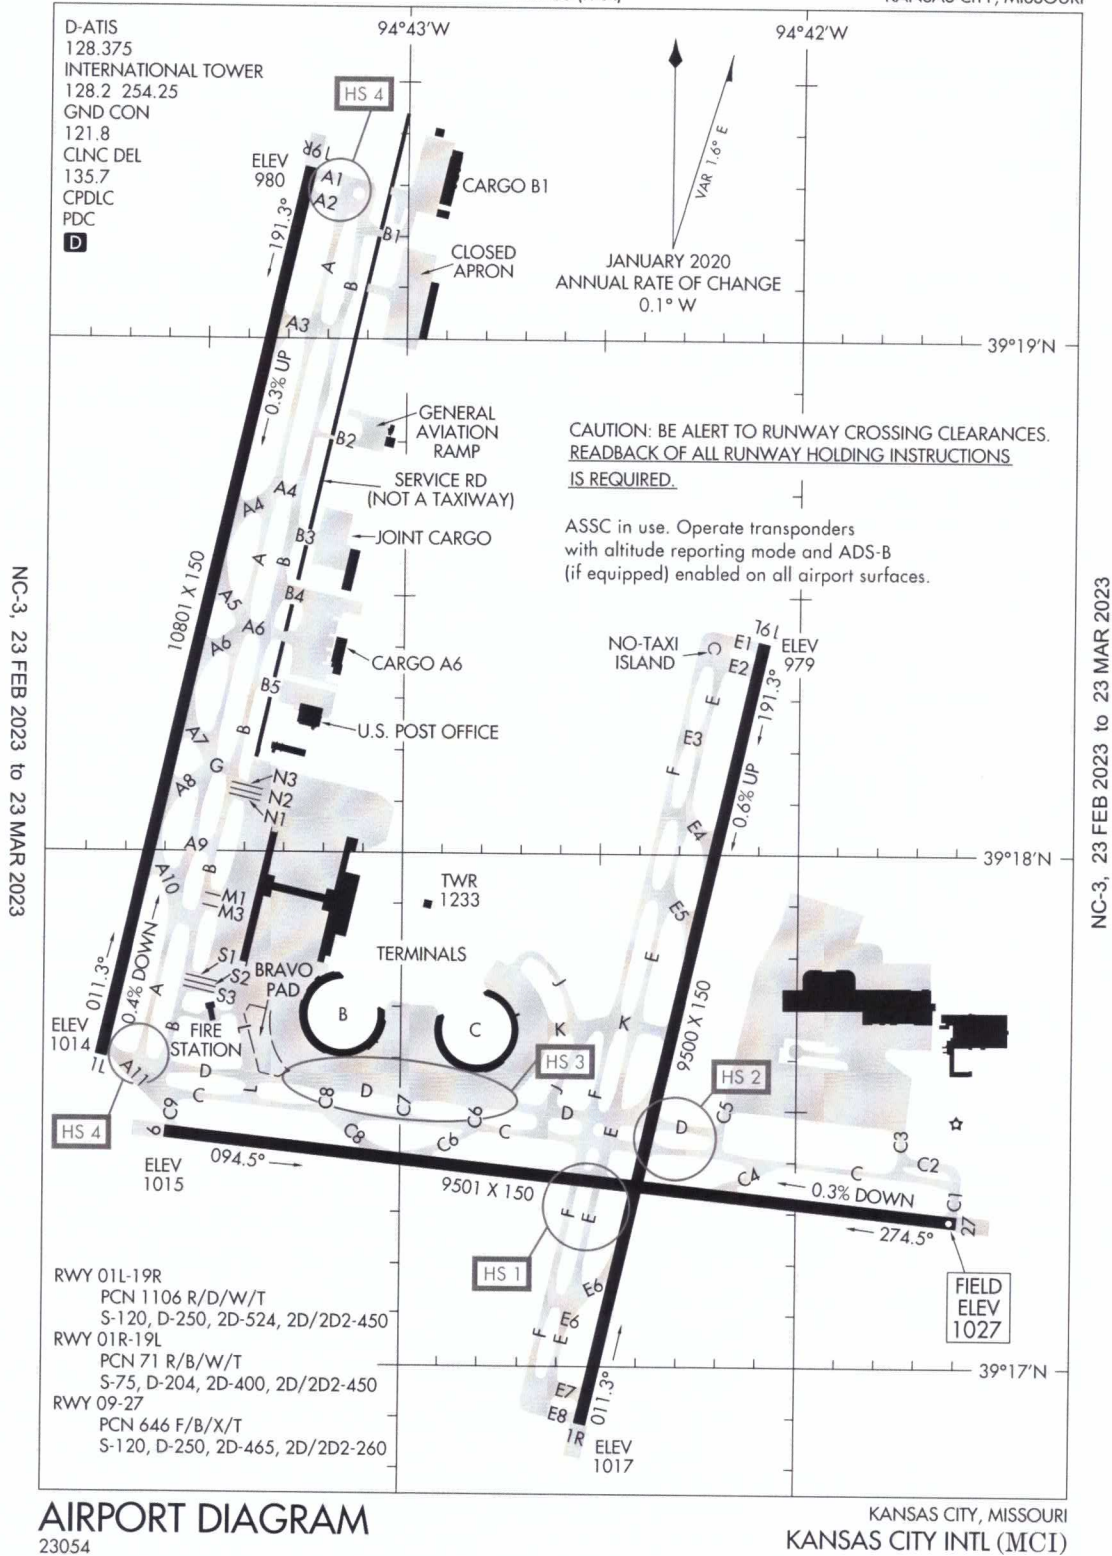 KANSAS CITY, MISSOURI
D-ATIS
128.375
INTERNATIONAL TOWER
128.2 254.25
GND CON
121.8
CLNC DEL
135.7
CPDLC
PDC
D
94°43'W
94°42'W
HS 4
VAR 1.6° E
JANUARY 2020
ANNUAL RATE OF CHANGE
0.1° W
19R
ELEV
980
A1
A2
191.3°
CARGO B1
B1
CLOSED
APRON
A
B
A3
39°19'N
0.3% UP
GENERAL
AVIATION
RAMP
B2
SERVICE RD
(NOT A TAXIWAY)
CAUTION: BE ALERT TO RUNWAY CROSSING CLEARANCES.
READBACK OF ALL RUNWAY HOLDING INSTRUCTIONS
IS REQUIRED.
ASSC in use. Operate transponders
with altitude reporting mode and ADS-B
(if equipped) enabled on all airport surfaces.
A4
A4
B3
JOINT CARGO
A
B
B4
10801 X 150
A5
A6
A6
CARGO A6
B5
U.S. POST OFFICE
A7
B
G
A8
N3
N2
N1
A9
B
A10
M1
M3
NO-TAXI
ISLAND
C
E1
E2
19L
ELEV
979
191.3°
E
E3
F
0.6% UP
E4
39°18'N
E5
E
TWR
1233
TERMINALS
S1
S2
S3
BRAVO
PAD
B
C
J
K
K
9500 X 150
011.3°
0.4% DOWN
A
B
FIRE
STATION
ELEV
1014
1L
A11
D
C
L
C8
D
C7
C6
HS 3
J
D
F
E
HS 2
D
C5
C3
C2
HS 4
C9
9
C8
C6
C
C4
C
C1
27
ELEV
1015
094.5°
9501 X 150
0.3% DOWN
274.5°
F
E
HS 1
E6
E6
F
E
FIELD
ELEV
1027
39°17'N
E7
E8
1R
011.3°
ELEV
1017
RWY 01L-19R
PCN 1106 R/D/W/T
S-120, D-250, 2D-524, 2D/2D2-450
RWY 01R-19L
PCN 71 R/B/W/T
S-75, D-204, 2D-400, 2D/2D2-450
RWY 09-27
PCN 646 F/B/X/T
S-120, D-250, 2D-465, 2D/2D2-260
NC-3, 23 FEB 2023 to 23 MAR 2023
NC-3, 23 FEB 2023 to 23 MAR 2023
AIRPORT DIAGRAM
23054
KANSAS CITY, MISSOURI
KANSAS CITY INTL (MCI)